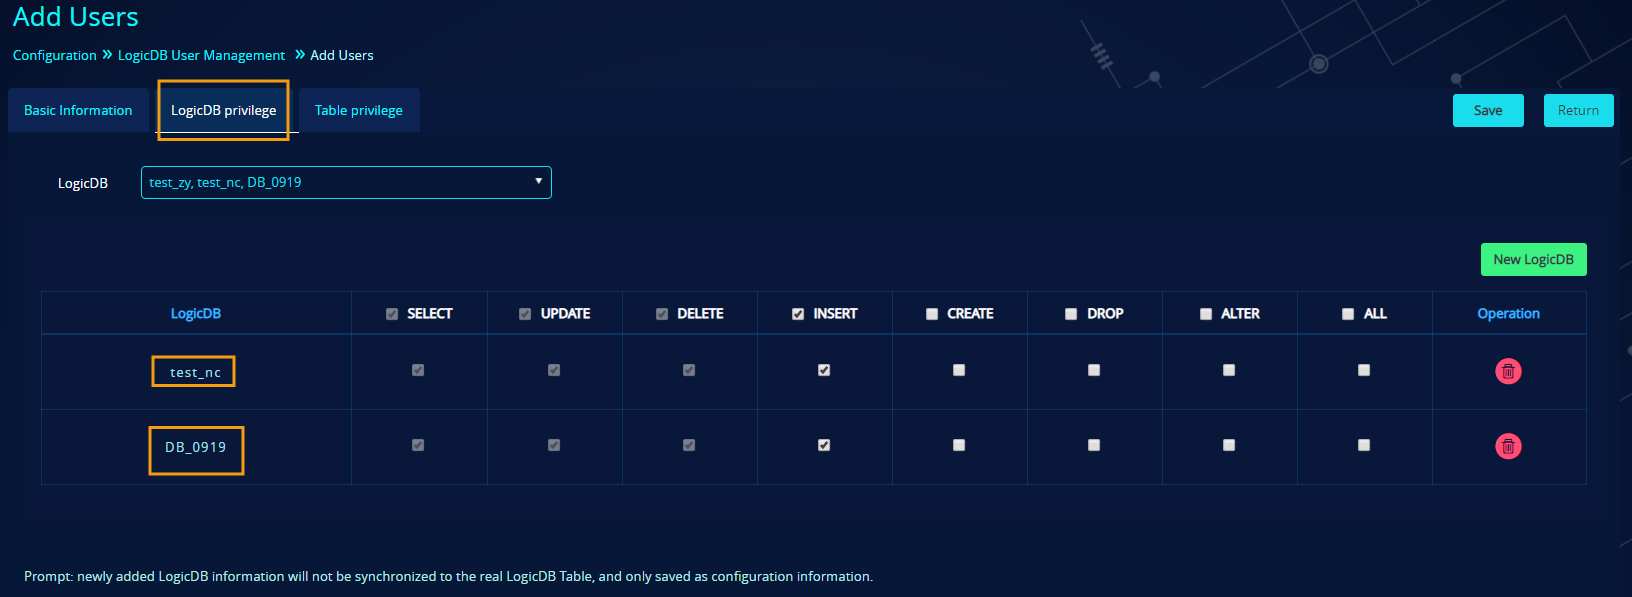 Add Users
Configuration » LogicDB User Management » Add Users
Basic Information LogicDB privilege Table privilege Save Return
LogicDB test_zy, test_nc, DB_0919
New LogicDB
LogicDB SELECT UPDATE DELETE INSERT CREATE DROP ALTER ALL Operation
test_nc
DB_0919
Prompt: newly added LogicDB information will not be synchronized to the real LogicDB Table, and only saved as configuration information.